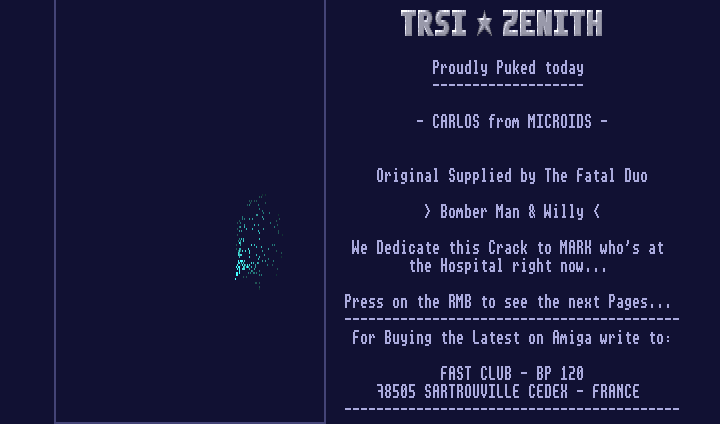 TRSI ★ ZENITH
Proudly Puked today
-------------------
- CARLOS from MICROIDS -
Original Supplied by The Fatal Duo
> Bomber Man & Willy <
We Dedicate this Crack to MARK who's at
the Hospital right now...
Press on the RMB to see the next Pages...
------------------------------------------
For Buying the Latest on Amiga write to:
FAST CLUB - BP 120
78505 SARTROUVILLE CEDEX - FRANCE
------------------------------------------